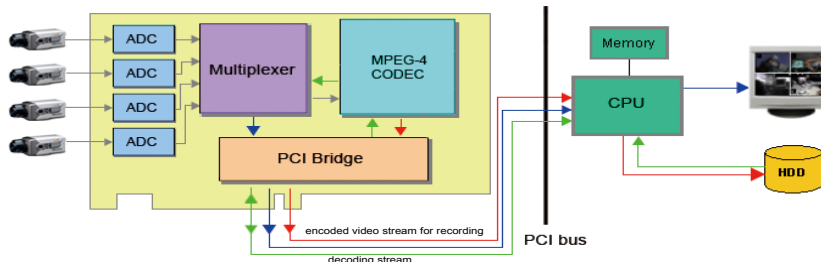 ADC
ADC
ADC
ADC
Multiplexer
MPEG-4
CODEC
PCI Bridge
Memory
CPU
HDD
PCI bus
encoded video stream for recording
decoding stream